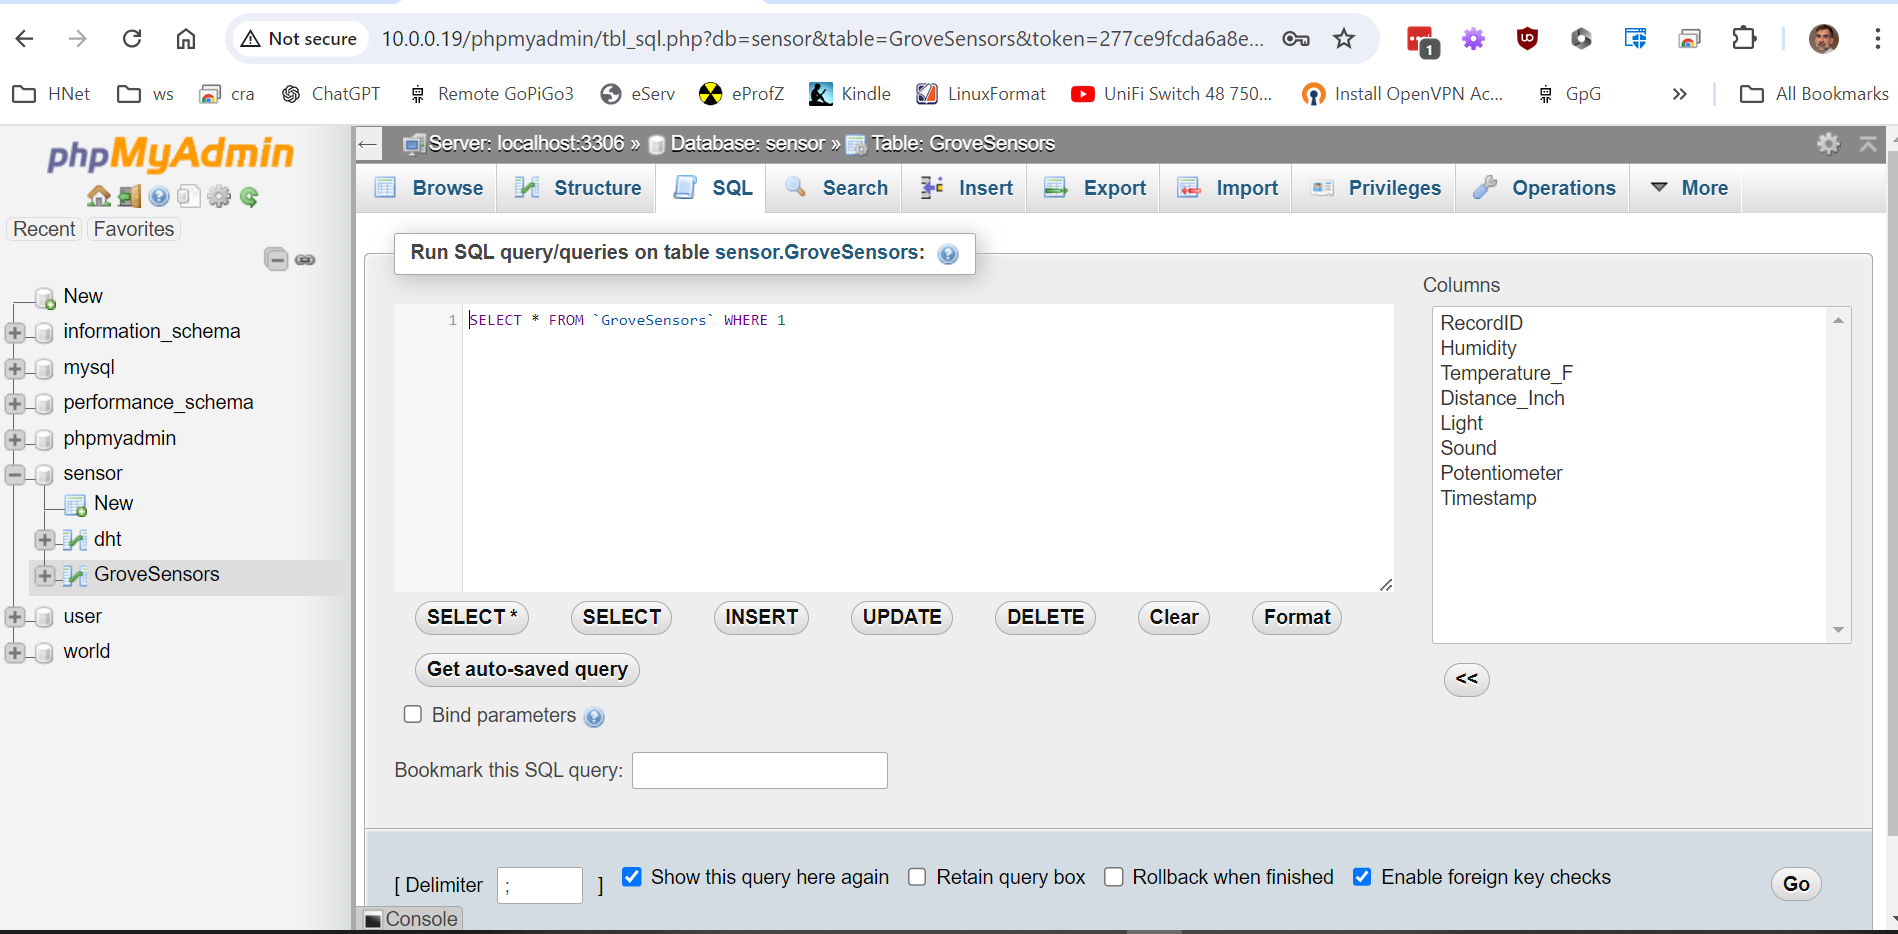 Not secure
10.0.0.19/phpmyadmin/tbl_sql.php?db=sensor&table=GroveSensors&token=277ce9fcda6a8e...
1
HNet
ws
cra
ChatGPT
Remote GoPiGo3
eServ
eProfZ
Kindle
LinuxFormat
UniFi Switch 48 750...
Install OpenVPN Ac...
GpG
»
All Bookmarks
phpMyAdmin
Recent
Favorites
New
information_schema
mysql
performance_schema
phpmyadmin
sensor
New
dht
GroveSensors
user
world
Server: localhost:3306 » Database: sensor » Table: GroveSensors
Browse
Structure
SQL
Search
Insert
Export
Import
Privileges
Operations
More
Run SQL query/queries on table sensor.GroveSensors:
1 SELECT * FROM `GroveSensors` WHERE 1
Columns
RecordID
Humidity
Temperature_F
Distance_Inch
Light
Sound
Potentiometer
Timestamp
<<
SELECT *
SELECT
INSERT
UPDATE
DELETE
Clear
Format
Get auto-saved query
Bind parameters
Bookmark this SQL query:
[ Delimiter ; ]
Show this query here again
Retain query box
Rollback when finished
Enable foreign key checks
Go
Console